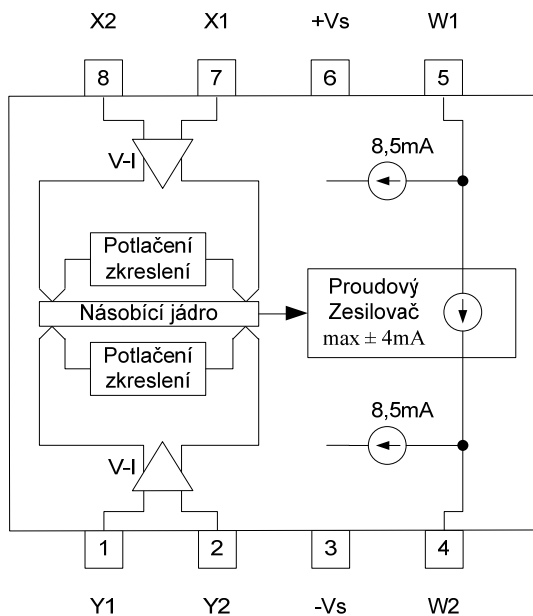 X2 X1 +Vs W1
8 7 6 5
V-I
8,5mA
Potlačení
zkreslení
Násobící jádro
Proudový
Zesilovač
max ± 4mA
Potlačení
zkreslení
8,5mA
V-I
1 2 3 4
Y1 Y2 -Vs W2